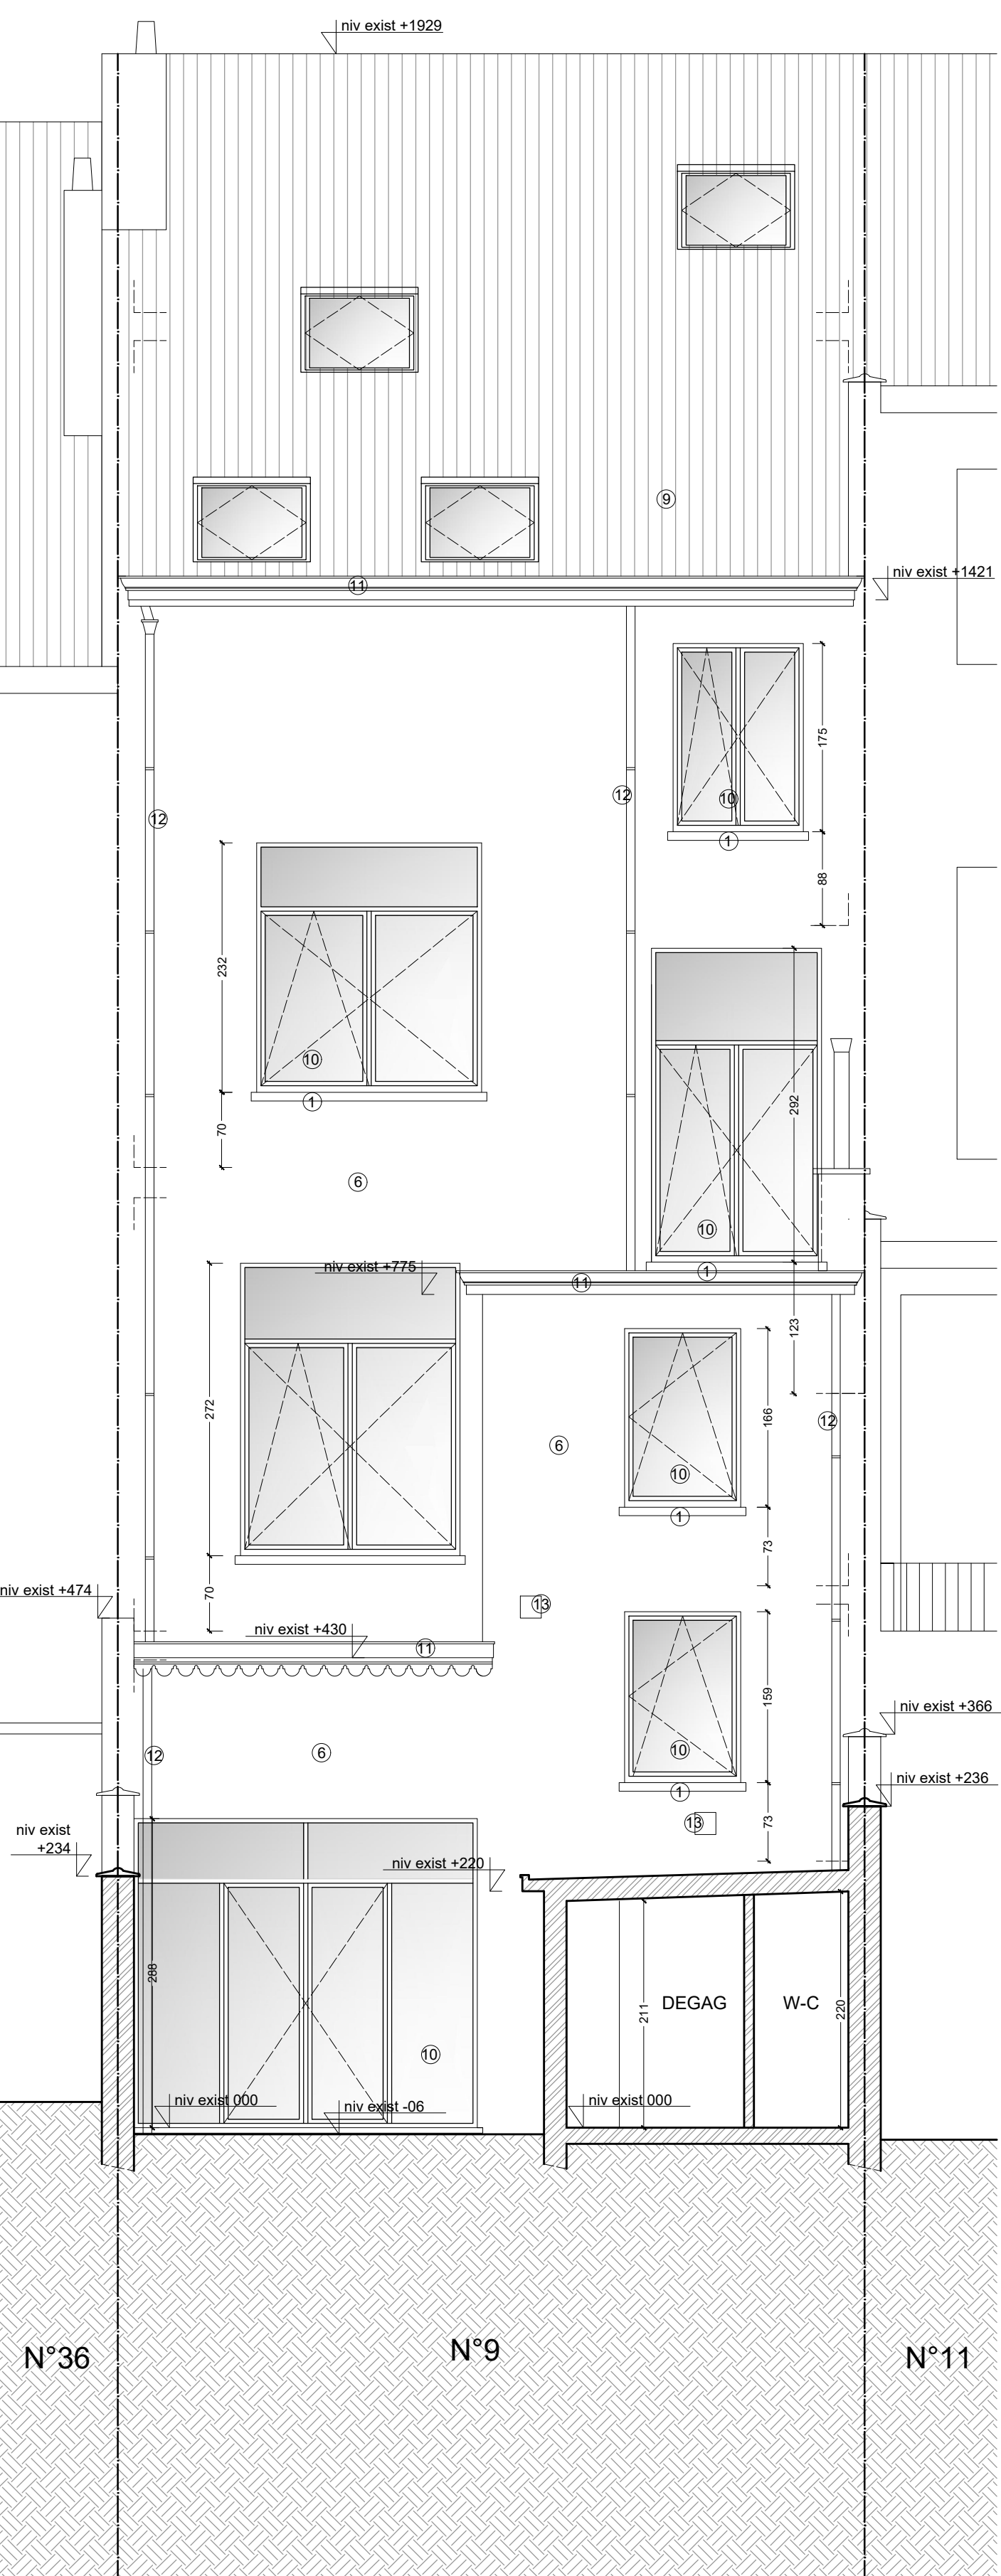 niv exist +1929
9
11
niv exist +1421
175
12
10
12
1
88
232
10
1
292
70
6
10
niv exist +775
1
11
123
272
166
12
6
10
1
73
70
niv exist +474
13
niv exist +430
11
159
niv exist +366
10
12
6
niv exist +236
1
73
13
niv exist
+234
niv exist +220
288
211
DEGAG
W-C
220
10
niv exist 000
niv exist -06
niv exist 000
N°36
N°9
N°11